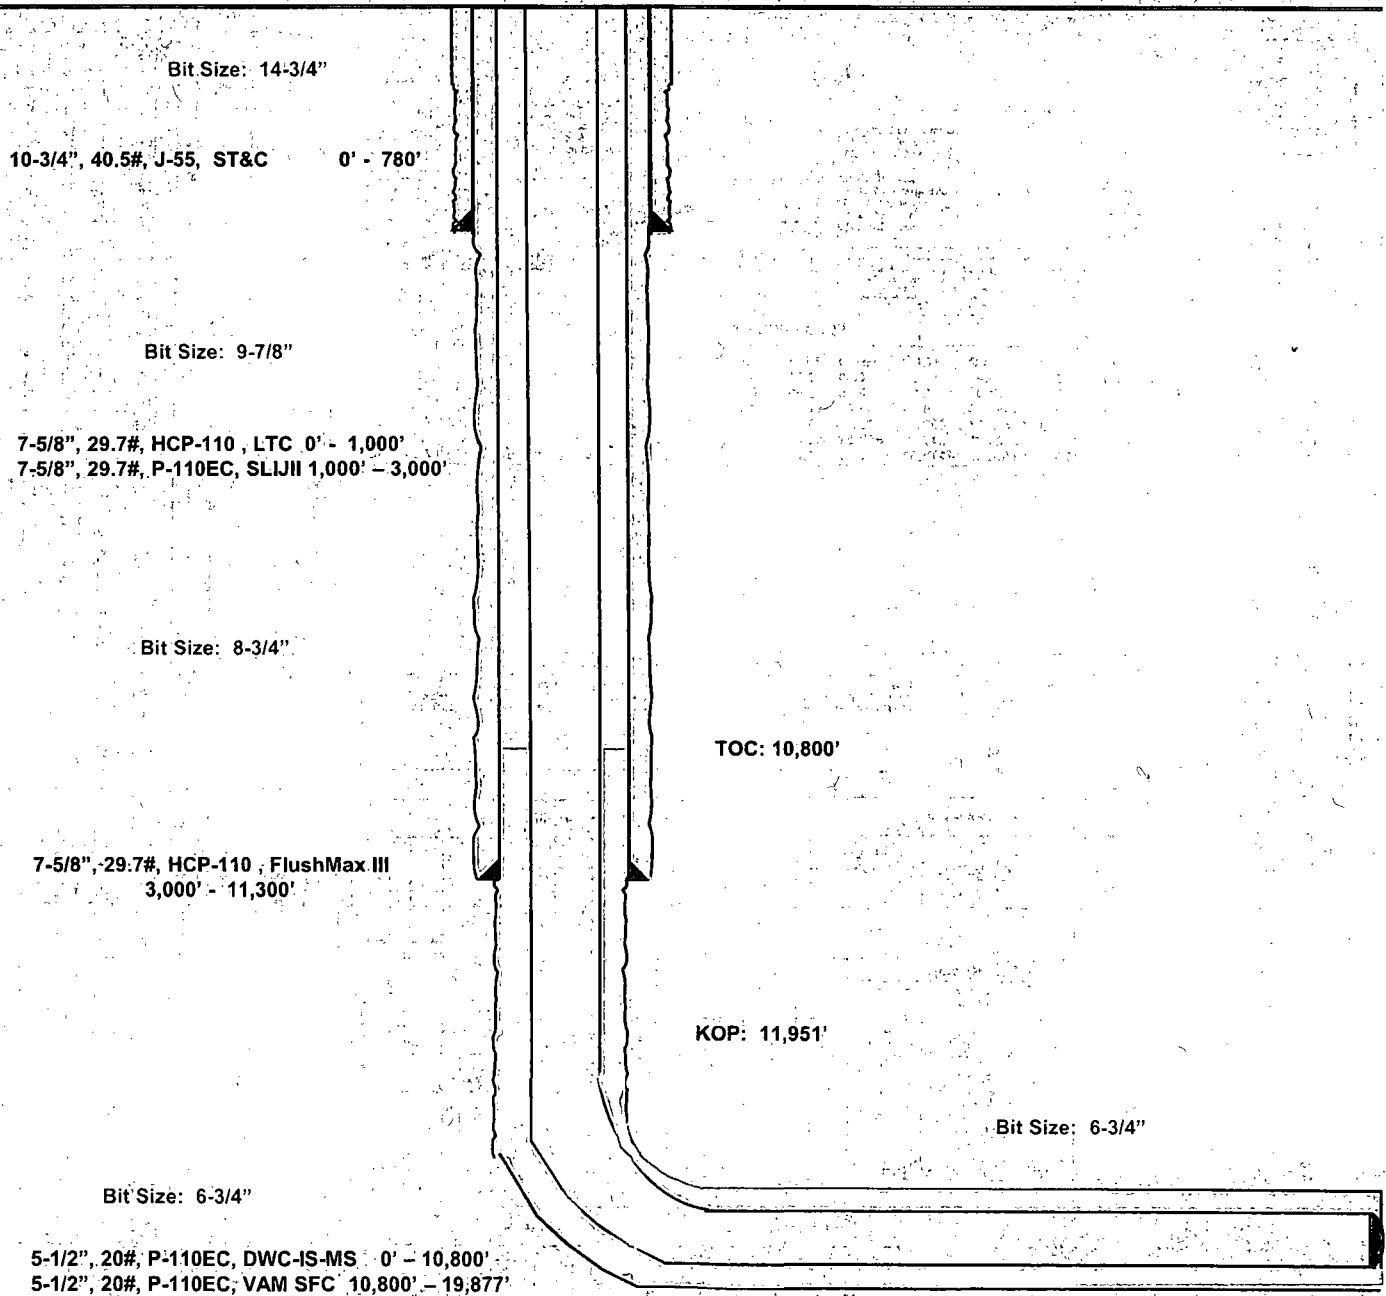 Bit Size: 14-3/4”
10-3/4”, 40.5#, J-55, ST&C 0’ - 780’
Bit Size: 9-7/8”
7-5/8”, 29.7#, HCP-110 , LTC 0’ - 1,000’
7-5/8”, 29.7#, P-110EC, SLIJII 1,000’ – 3,000’
Bit Size: 8-3/4”
TOC: 10,800’
7-5/8”, 29.7#, HCP-110 , FlushMax III
3,000’ - 11,300’
KOP: 11,951’
Bit Size: 6-3/4”
Bit Size: 6-3/4”
5-1/2”, 20#, P-110EC, DWC-IS-MS 0’ – 10,800’
5-1/2”, 20#, P-110EC, VAM SFC 10,800’ – 19,877’